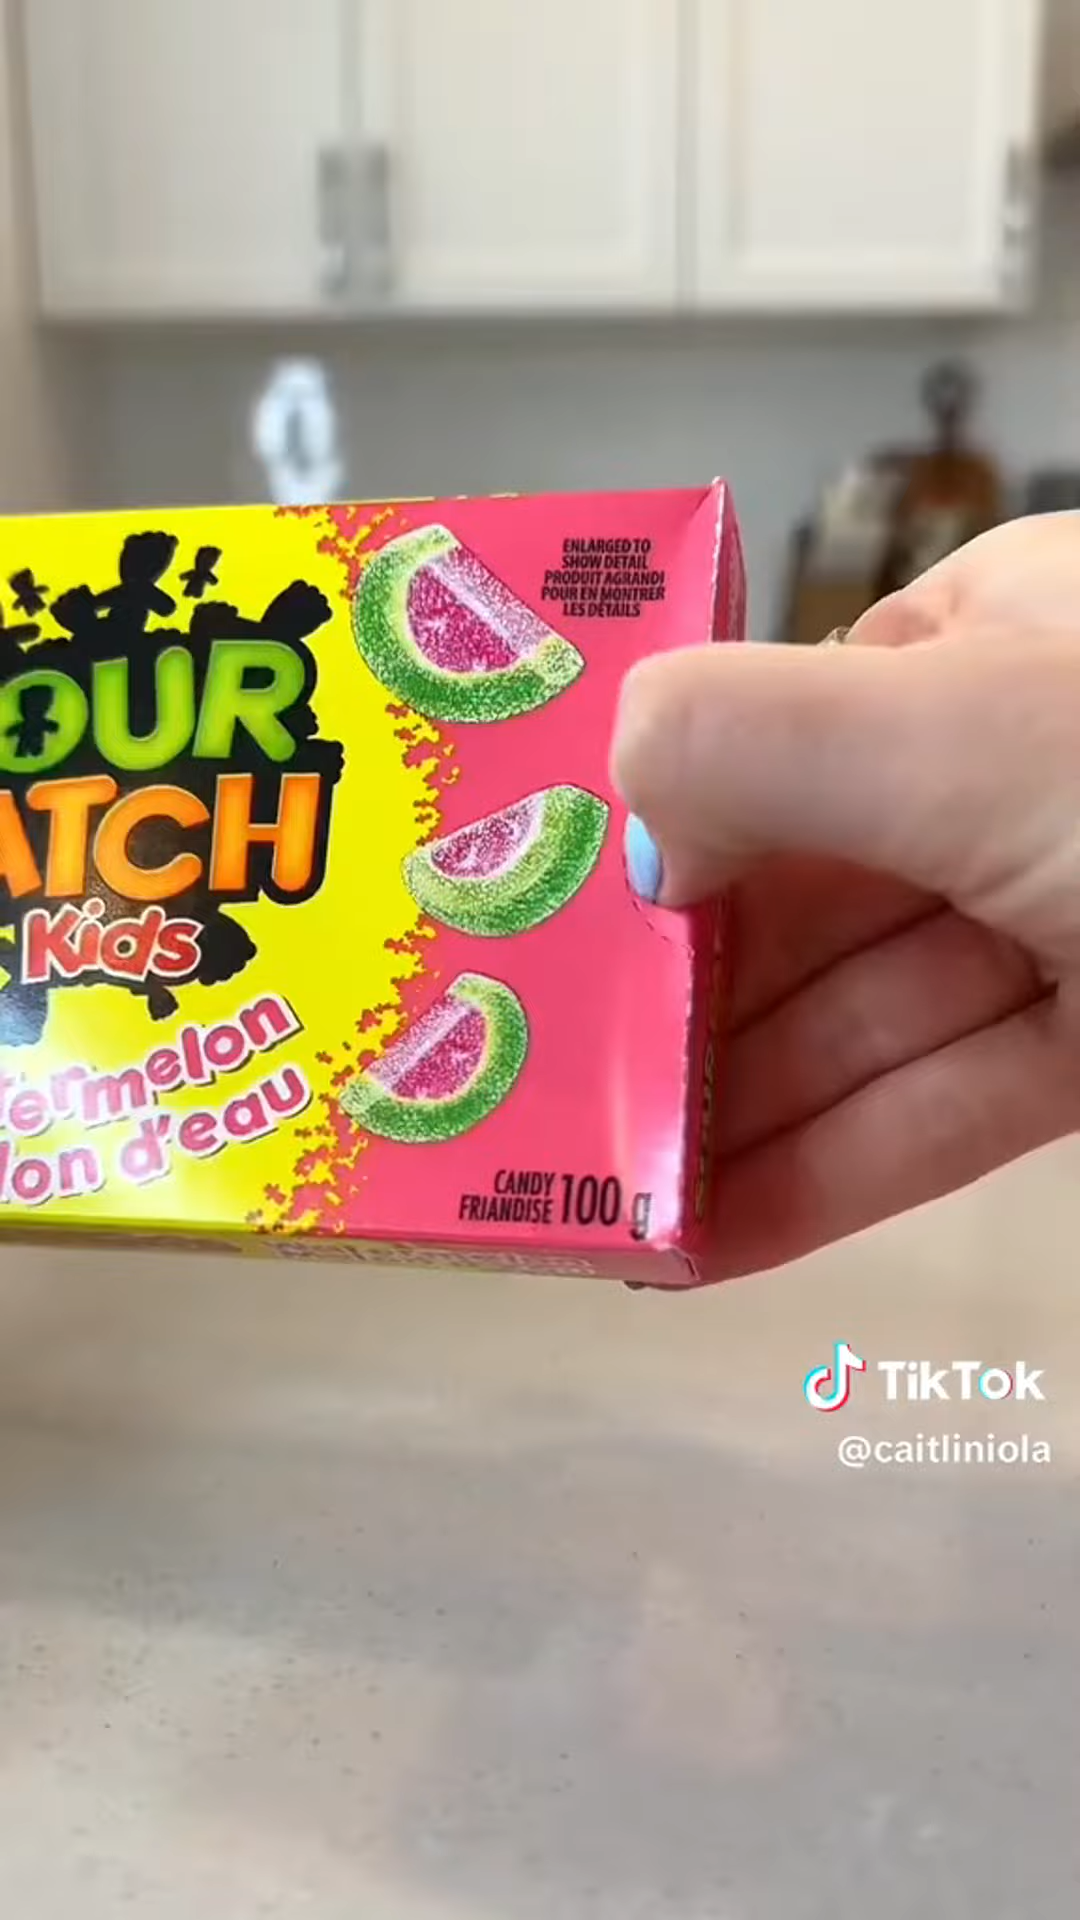 OUR
ATCH
Kids
termelon
lon d'eau
ENLARGED TO
SHOW DETAIL
PRODUIT AGRANDI
POUR EN MONTRER
LES DÉTAILS
CANDY
FRIANDISE 100 g
TikTok
@caitliniola